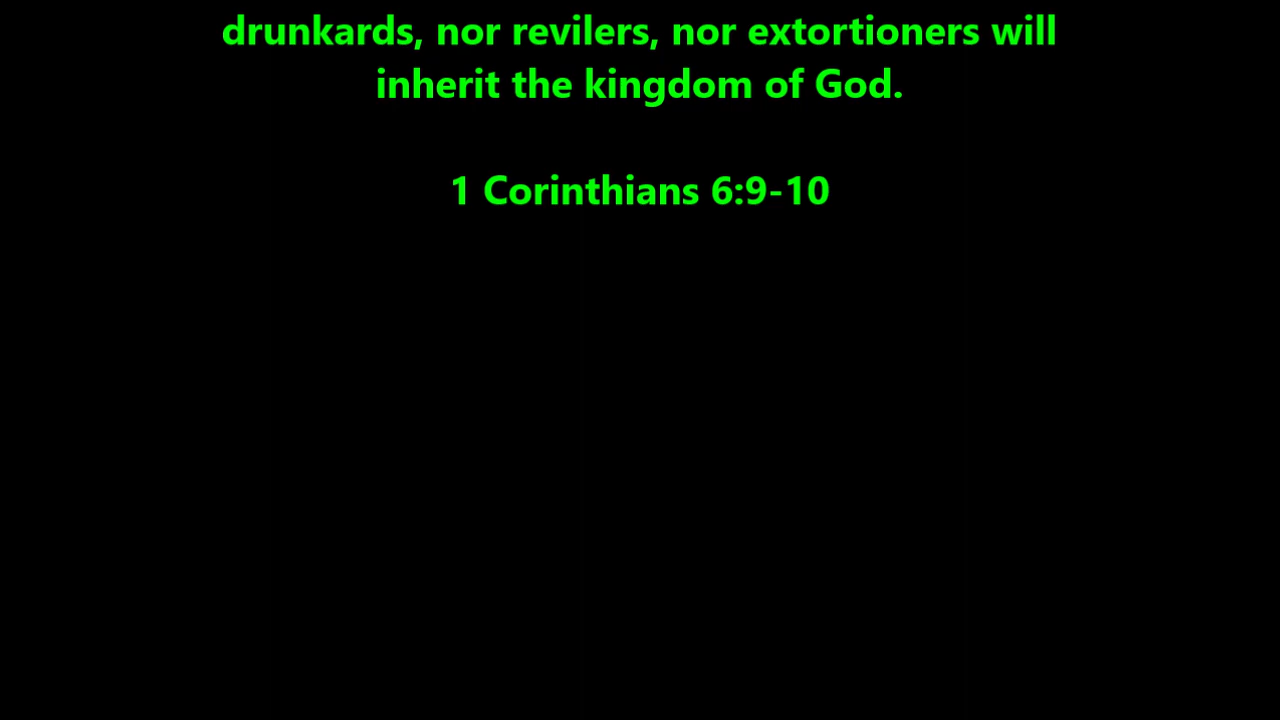 drunkards, nor revilers, nor extortioners will
inherit the kingdom of God.
1 Corinthians 6:9-10